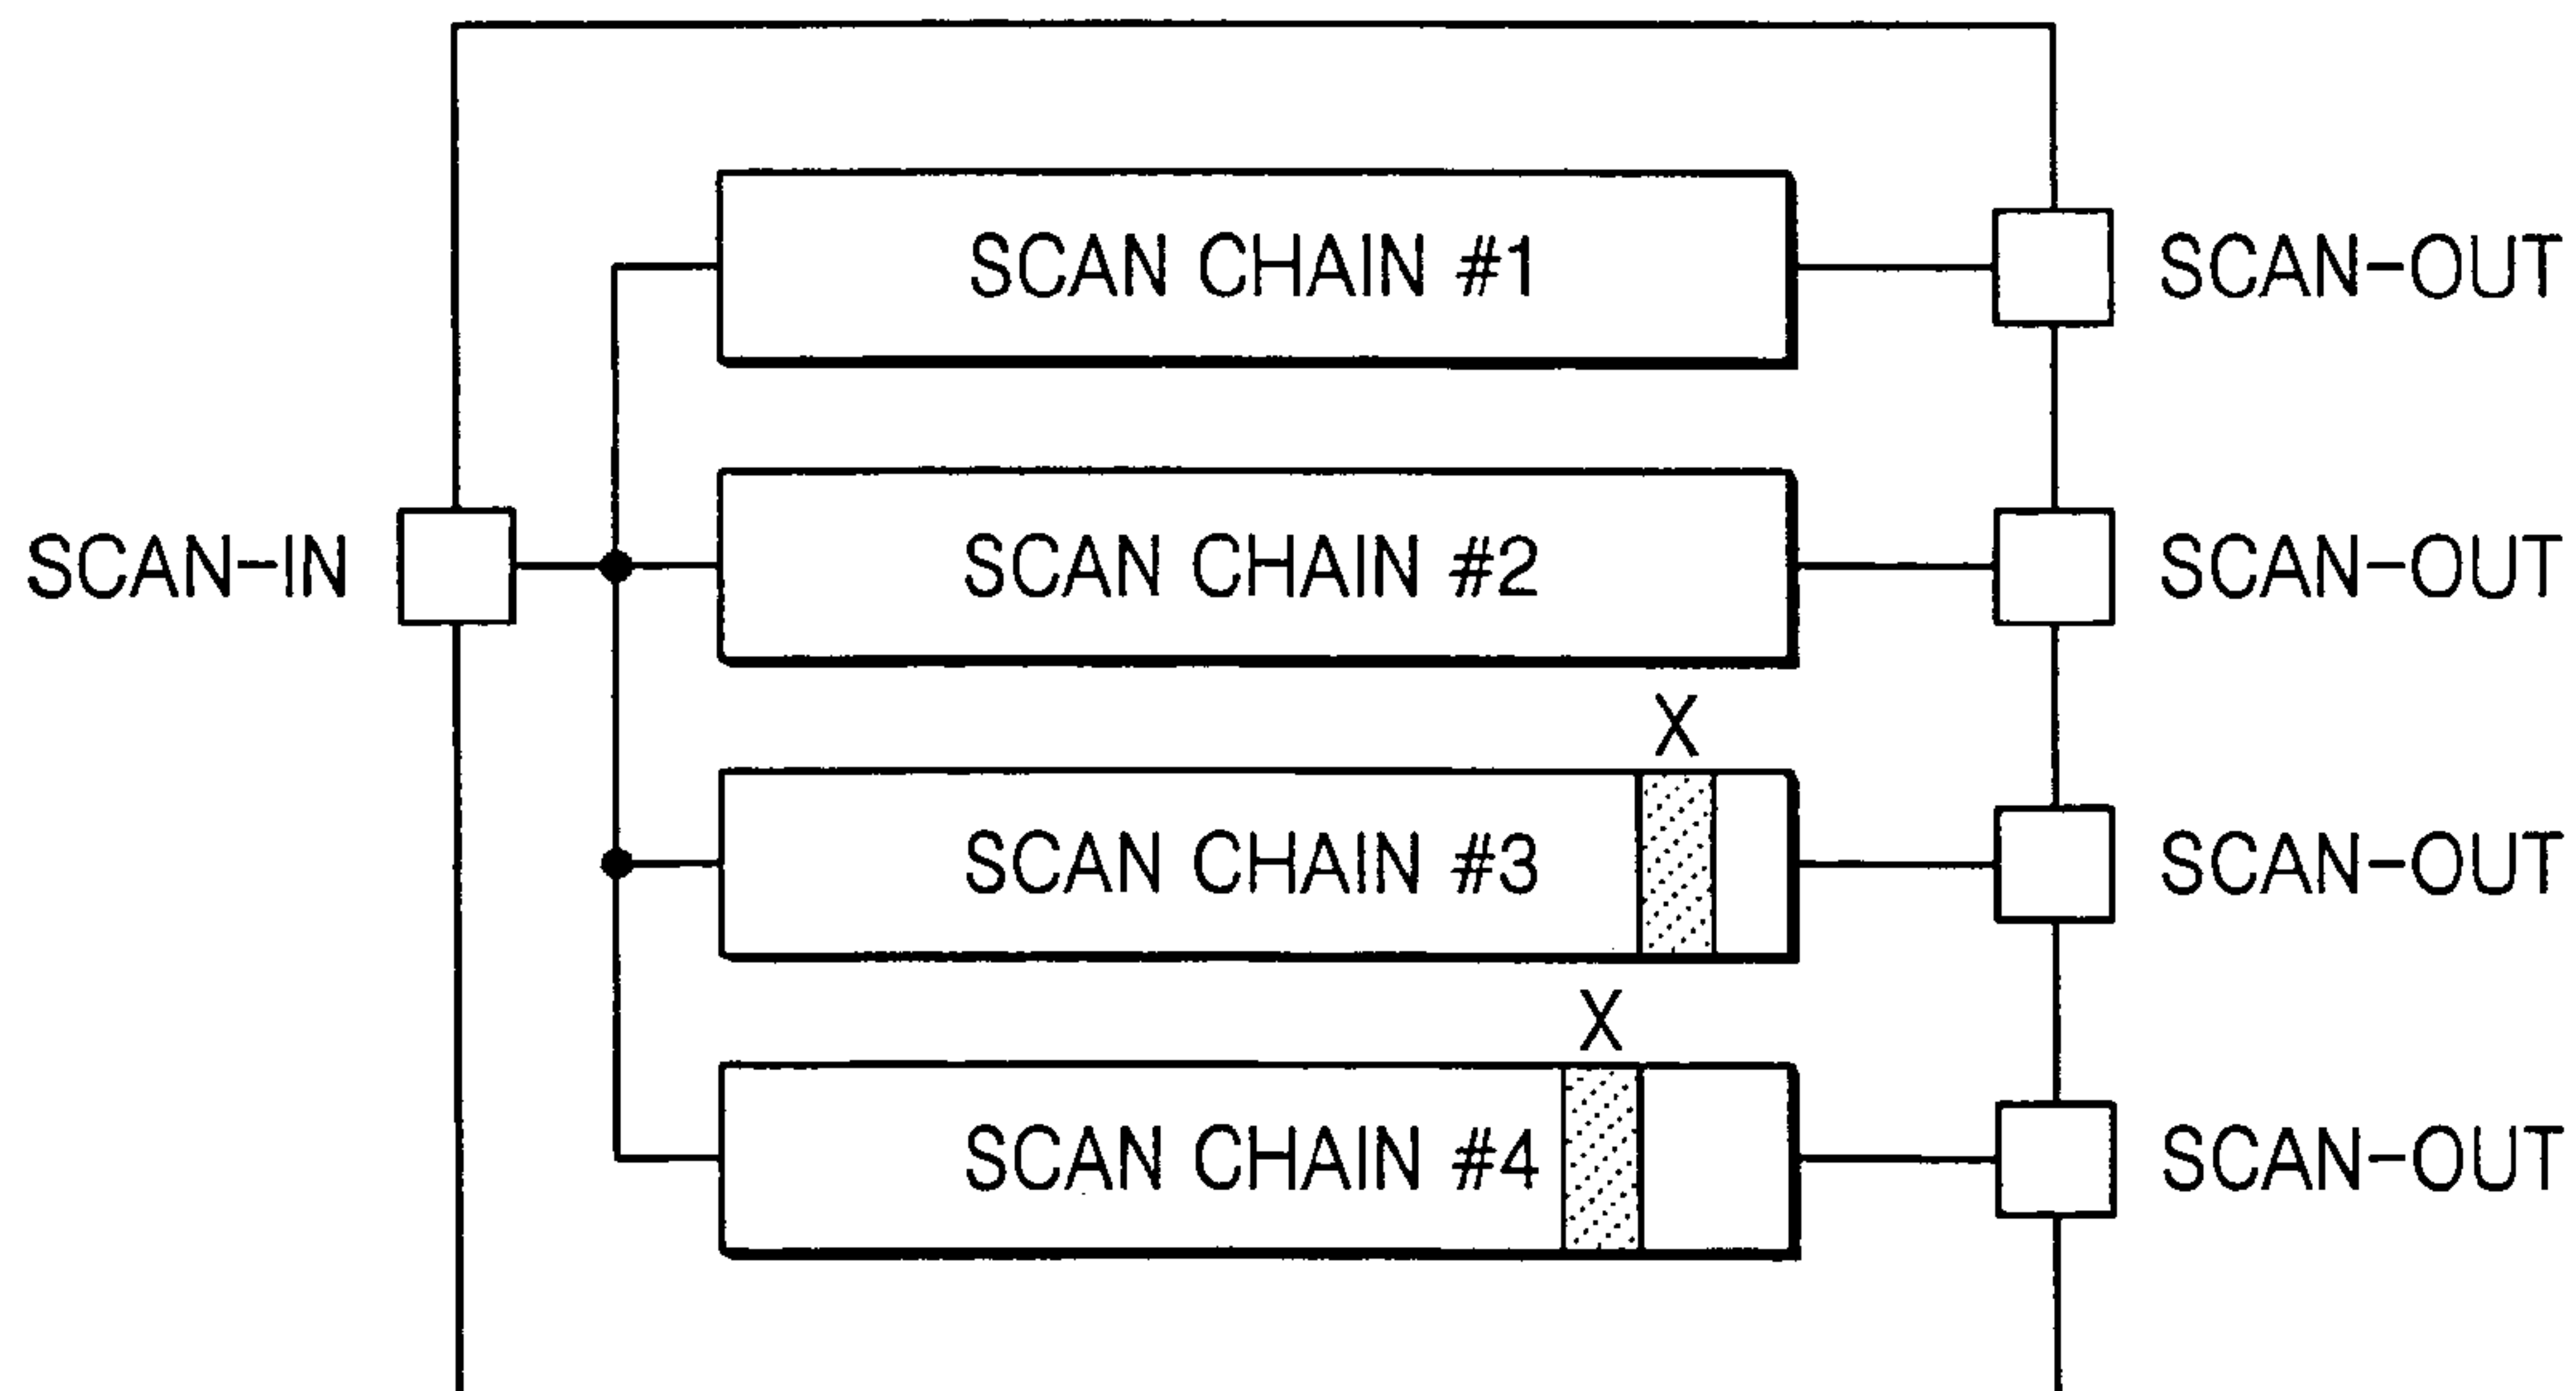 SCAN CHAIN #1
SCAN-OUT
SCAN-IN
SCAN CHAIN #2
SCAN-OUT
X
SCAN CHAIN #3
SCAN-OUT
X
SCAN CHAIN #4
SCAN-OUT